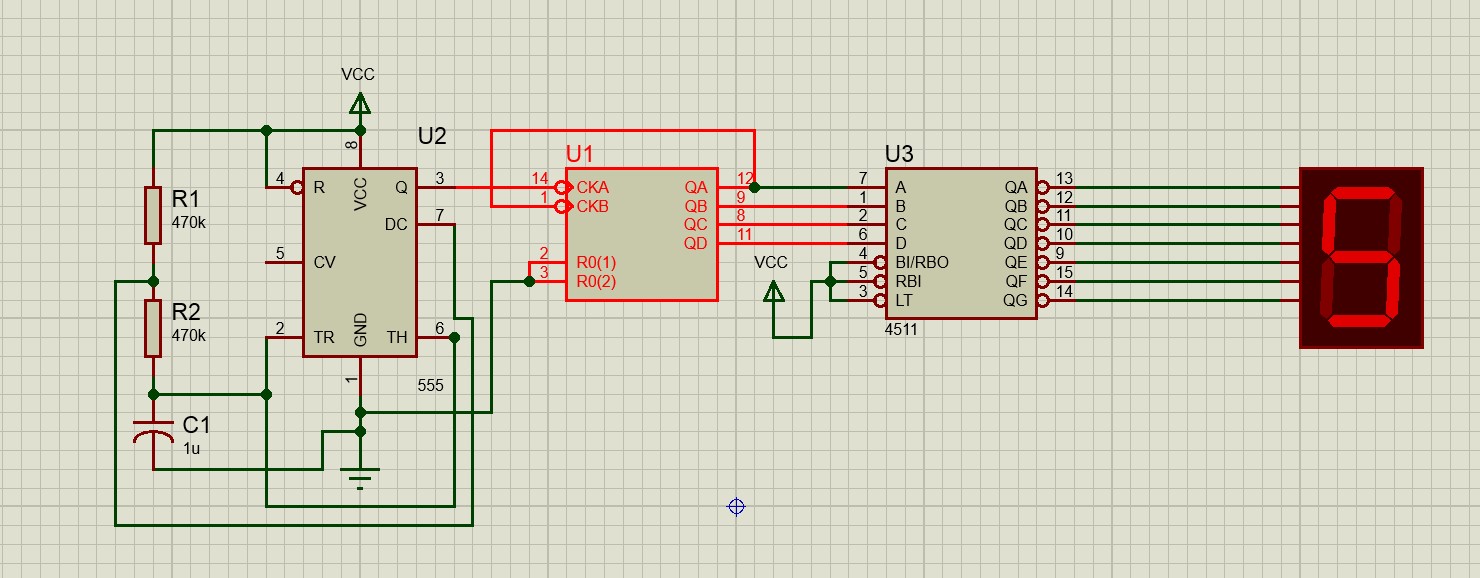 VCC
U2
R1
470k
R2
470k
C1
1u
4
R
5
CV
2
TR
8
VCC
GND
1
Q
3
DC
7
TH
6
555
U1
14
CKA
1
CKB
2
R0(1)
3
R0(2)
QA
12
QB
9
QC
8
QD
11
VCC
U3
7
A
1
B
2
C
6
D
4
BI/RBO
5
RBI
3
LT
QA
13
QB
12
QC
11
QD
10
QE
9
QF
15
QG
14
4511